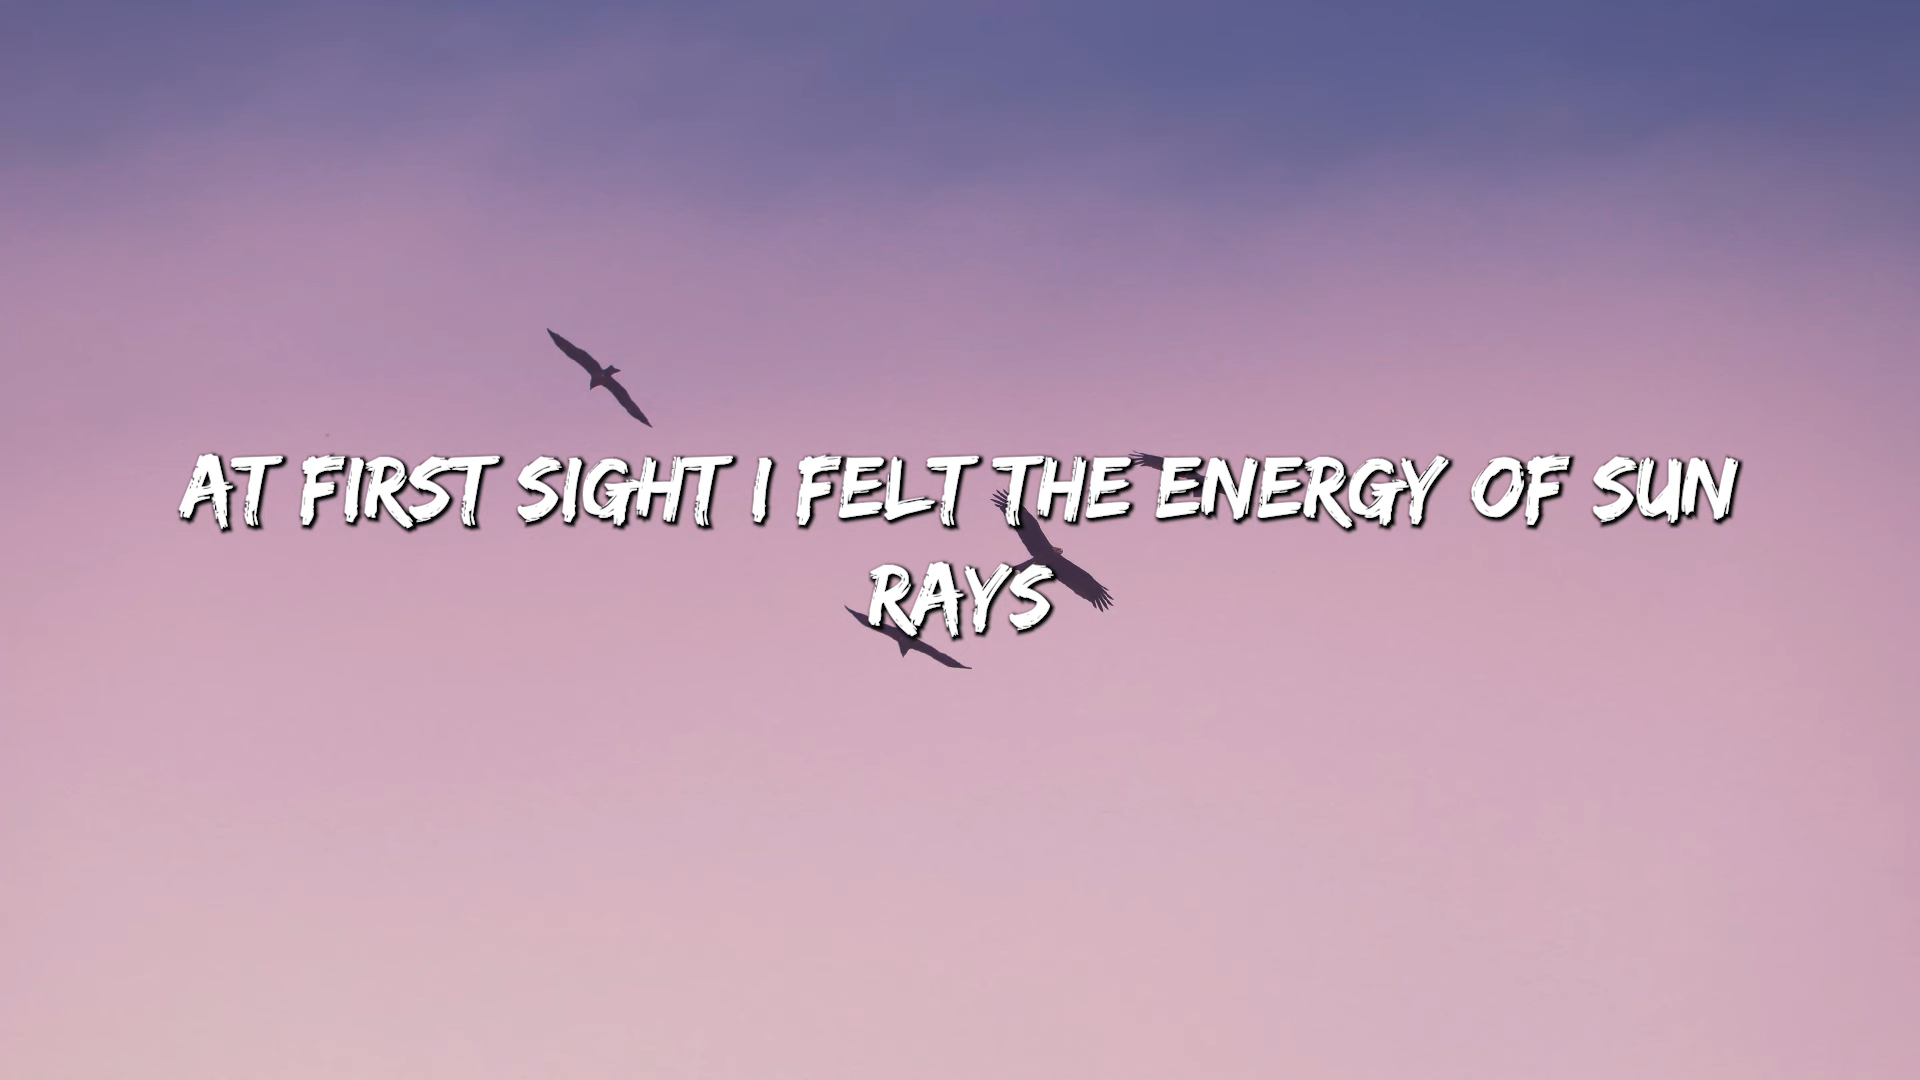 AT FIRST SIGHT I FELT THE ENERGY OF SUN
RAYS